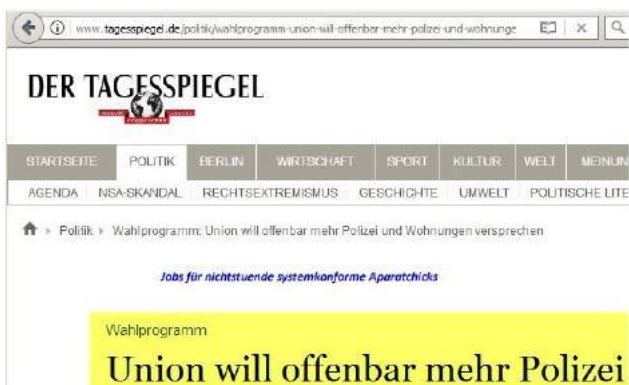 www.tagesspiegel.de/politik/wahlprogramm-union-will-offenbar-mehr-polizei-und-wohnunge
DER TAGESSPIEGEL
STARTSEITE POLITIK BERLIN WIRTSCHAFT SPORT KULTUR WELT MEINUN
AGENDA NSA-SKANDAL RECHTSEXTREMISMUS GESCHICHTE UMWELT POLITISCHE LITE
Politik Wahlprogramm: Union will offenbar mehr Polizei und Wohnungen versprechen
Jobs für nichtstuende systemkonforme Aparatchicks
Wahlprogramm
Union will offenbar mehr Polizei